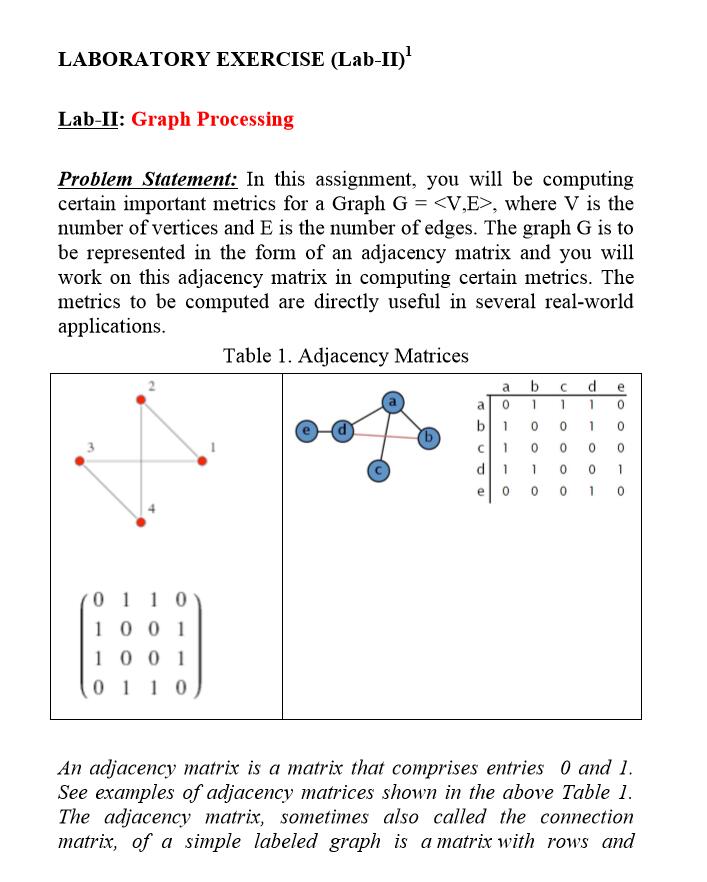 LABORATORY EXERCISE (Lab-II)1
Lab-II: Graph Processing
Problem Statement: In this assignment, you will be computing
certain important metrics for a Graph G = <V,E>, where V is the
number of vertices and E is the number of edges. The graph G is to
be represented in the form of an adjacency matrix and you will
work on this adjacency matrix in computing certain metrics. The
metrics to be computed are directly useful in several real-world
applications.
Table 1. Adjacency Matrices
2
3
1
4
0 1 1 0
1 0 0 1
1 0 0 1
0 1 1 0
a
e d
b
c
a b c d e
a 0 1 1 1 0
b 1 0 0 1 0
c 1 0 0 0 0
d 1 1 0 0 1
e 0 0 0 1 0
An adjacency matrix is a matrix that comprises entries 0 and 1.
See examples of adjacency matrices shown in the above Table 1.
The adjacency matrix, sometimes also called the connection
matrix, of a simple labeled graph is a matrix with rows and